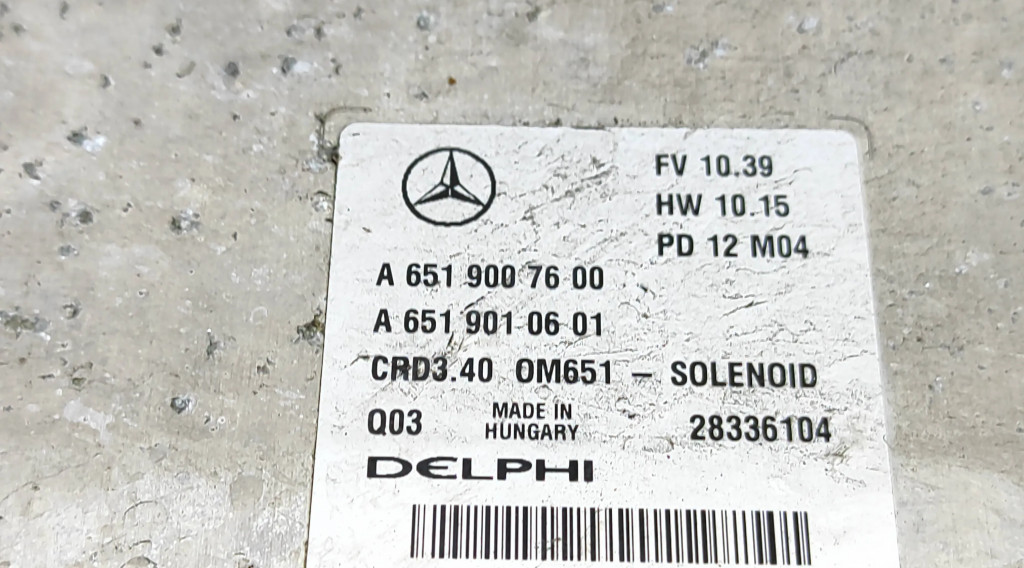 FV 10.39
HW 10.15
PD 12 M04
A 651 900 76 00
A 651 901 06 01
CRD3.40 OM651 – SOLENOID
Q03 MADE IN HUNGARY 28336104
DELPHI